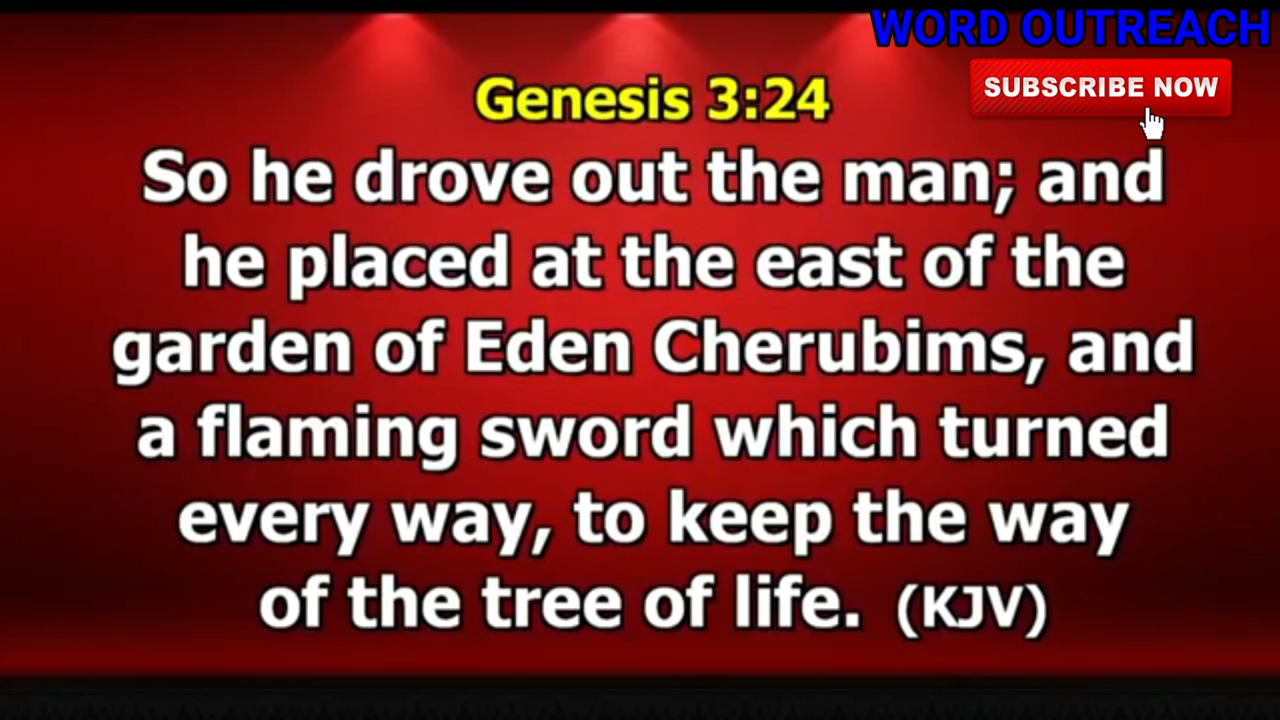 WORD OUTREACH
SUBSCRIBE NOW
Genesis 3:24
So he drove out the man; and
he placed at the east of the
garden of Eden Cherubims, and
a flaming sword which turned
every way, to keep the way
of the tree of life. (KJV)